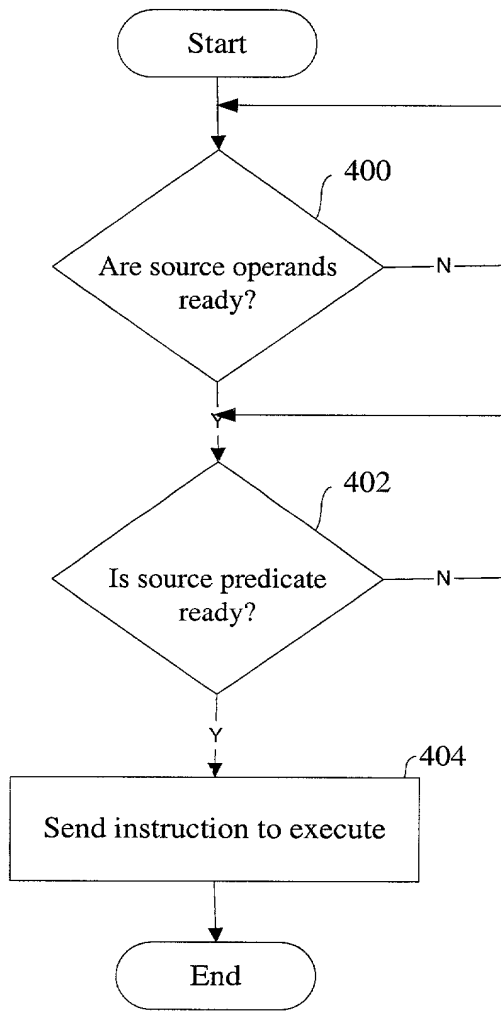 Start
400
Are source operands
ready?
N
Y
402
Is source predicate
ready?
N
Y
404
Send instruction to execute
End